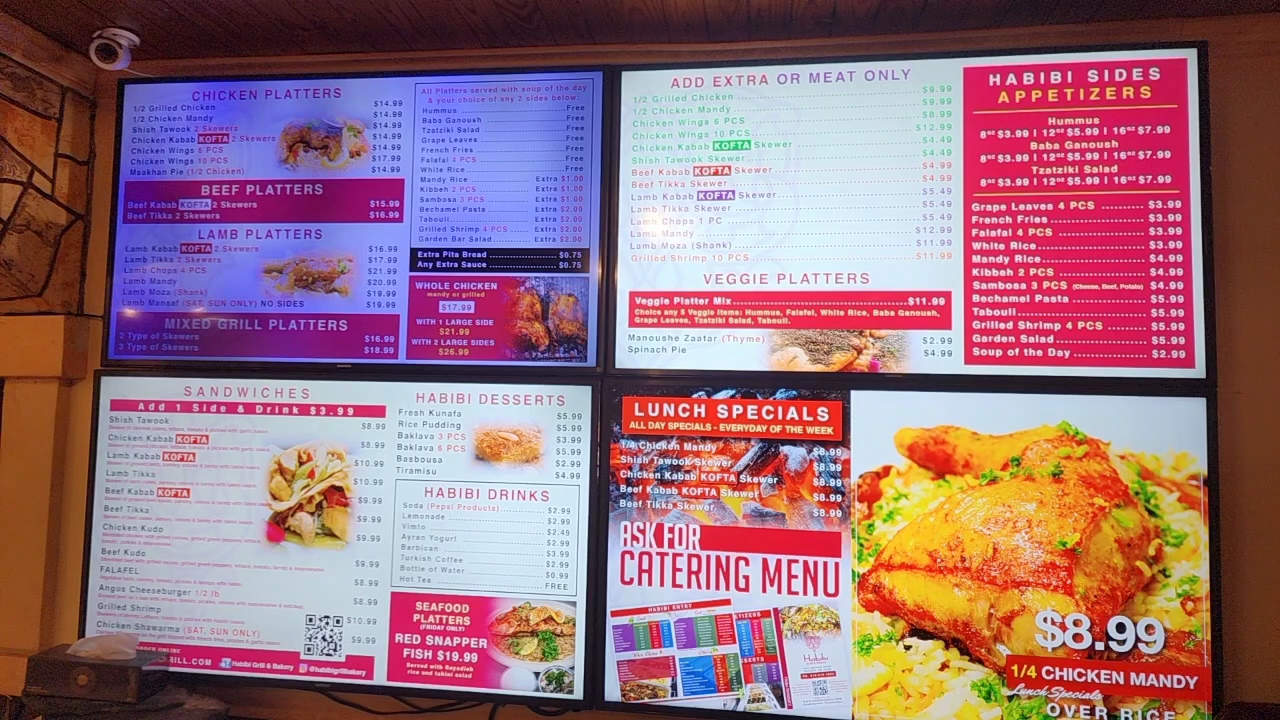 CHICKEN PLATTERS
1/2 Grilled Chicken $14.99
1/2 Chicken Mandy $14.99
Shish Tawook 2 Skewers $14.99
Chicken Kabab KOFTA 2 Skewers $14.99
Chicken Wings 6 PCS $14.99
Chicken Wings 10 PCS $17.99
Maakhan Pie (1/2 Chicken) $14.99
BEEF PLATTERS
Beef Kabab KOFTA 2 Skewers $15.99
Beef Tikka 2 Skewers $16.99
LAMB PLATTERS
Lamb Kabab KOFTA 2 Skewers $16.99
Lamb Tikka 2 Skewers $17.99
Lamb Chops 4 PCS $21.99
Lamb Mandy $20.99
Lamb Moza (Shank) $19.99
Lamb Mansaf (SAT, SUN ONLY) NO SIDES $19.99
MIXED GRILL PLATTERS
2 Type of Skewers $16.99
3 Type of Skewers $18.99
All Platters served with soup of the day
& your choice of any 2 sides below:
Hummus Free
Baba Ganoush Free
Tzatziki Salad Free
Grape Leaves Free
French Fries Free
Falafal 4 PCS Free
White Rice Free
Mandy Rice Extra $1.00
Kibbeh 2 PCS Extra $1.00
Sambosa 3 PCS Extra $1.00
Bechamel Pasta Extra $2.00
Tabouli Extra $2.00
Grilled Shrimp 4 PCS Extra $2.00
Garden Bar Salad Extra $2.00
Extra Pita Bread $0.75
Any Extra Sauce $0.75
WHOLE CHICKEN
mandy or grilled
$17.99
WITH 1 LARGE SIDE
$21.99
WITH 2 LARGE SIDES
$26.99
ADD EXTRA OR MEAT ONLY
1/2 Grilled Chicken $9.99
1/2 Chicken Mandy $9.99
Chicken Wings 6 PCS $8.99
Chicken Wings 10 PCS $12.99
Chicken Kabab KOFTA Skewer $4.49
Shish Tawook Skewer $4.49
Beef Kabab KOFTA Skewer $4.99
Beef Tikka Skewer $4.99
Lamb Kabab KOFTA Skewer $5.49
Lamb Tikka Skewer $5.49
Lamb Chops 1 PC $5.49
Lamb Mandy $12.99
Lamb Moza (Shank) $11.99
Grilled Shrimp 10 PCS $11.99
VEGGIE PLATTERS
Veggie Platter Mix $11.99
Choice any 5 Veggie Items: Hummus, Falafel, White Rice, Baba Ganoush,
Grape Leaves, Tzatziki Salad, Tabouli.
Manoushe Zaatar (Thyme) $2.99
Spinach Pie $4.99
HABIBI SIDES
APPETIZERS
Hummus
8oz $3.99 | 12oz $5.99 | 16oz $7.99
Baba Ganoush
8oz $3.99 | 12oz $5.99 | 16oz $7.99
Tzatziki Salad
8oz $3.99 | 12oz $5.99 | 16oz $7.99
Grape Leaves 4 PCS $3.99
French Fries $3.99
Falafal 4 PCS $3.99
White Rice $3.99
Mandy Rice $4.99
Kibbeh 2 PCS $4.99
Sambosa 3 PCS (Cheese, Beef, Potato) $4.99
Bechamel Pasta $5.99
Tabouli $5.99
Grilled Shrimp 4 PCS $5.99
Garden Salad $5.99
Soup of the Day $2.99
SANDWICHES
Add 1 Side & Drink $3.99
Shish Tawook $8.99
Chicken Kabab KOFTA $8.99
Lamb Kabab KOFTA $10.99
Lamb Tikka $10.99
Beef Kabab KOFTA $9.99
Beef Tikka $9.99
Chicken Kudo $9.99
Beef Kudo $9.99
FALAFEL $8.99
Angus Cheeseburger 1/2 lb $8.99
Grilled Shrimp $10.99
Chicken Shawarma (SAT, SUN ONLY) $9.99
ORDER ONLINE
Habibi Grill & Bakery
@habibigrillbakery
HABIBI DESSERTS
Fresh Kunafa $5.99
Rice Pudding $5.99
Baklava 3 PCS $3.99
Baklava 6 PCS $5.99
Basbousa $2.99
Tiramisu $4.99
HABIBI DRINKS
Soda (Pepsi Products) $2.99
Lemonade $2.99
Vimto $2.49
Ayran Yogurt $2.99
Barbican $3.99
Turkish Coffee $2.99
Bottle of Water $0.99
Hot Tea FREE
SEAFOOD
PLATTERS
(FRIDAY ONLY)
RED SNAPPER
FISH $19.99
Served with Sayadieh
rice and tahini salad
LUNCH SPECIALS
ALL DAY SPECIALS - EVERYDAY OF THE WEEK
1/4 Chicken Mandy $8.99
Shish Tawook Skewer $8.99
Chicken Kabab KOFTA Skewer $8.99
Beef Kabab KOFTA Skewer $8.99
Beef Tikka Skewer $8.99
ASK FOR
CATERING MENU
HABIBI ENTRY
Habibi
$8.99
1/4 CHICKEN MANDY
Lunch Specials
OVER RICE